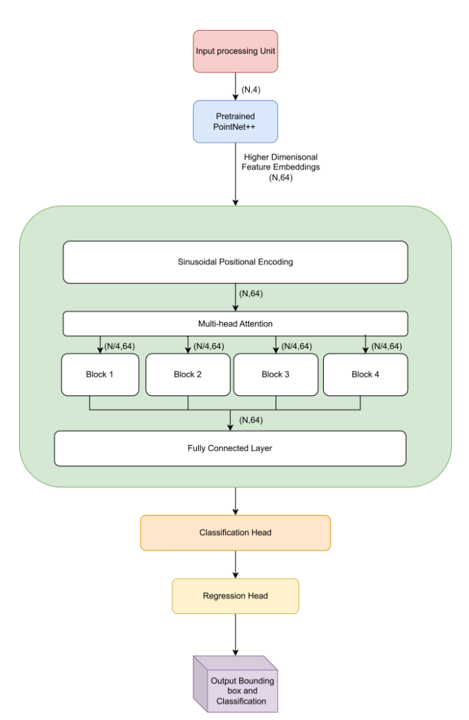 Input processing Unit
(N,4)
Pretrained
PointNet++
Higher Dimenisonal
Feature Embeddings
(N,64)
Sinusoidal Positional Encoding
(N,64)
Multi-head Attention
(N/4,64) (N/4,64) (N/4,64) (N/4,64)
Block 1 Block 2 Block 3 Block 4
(N,64)
Fully Connected Layer
Classification Head
Regression Head
Output Bounding
box and
Classification